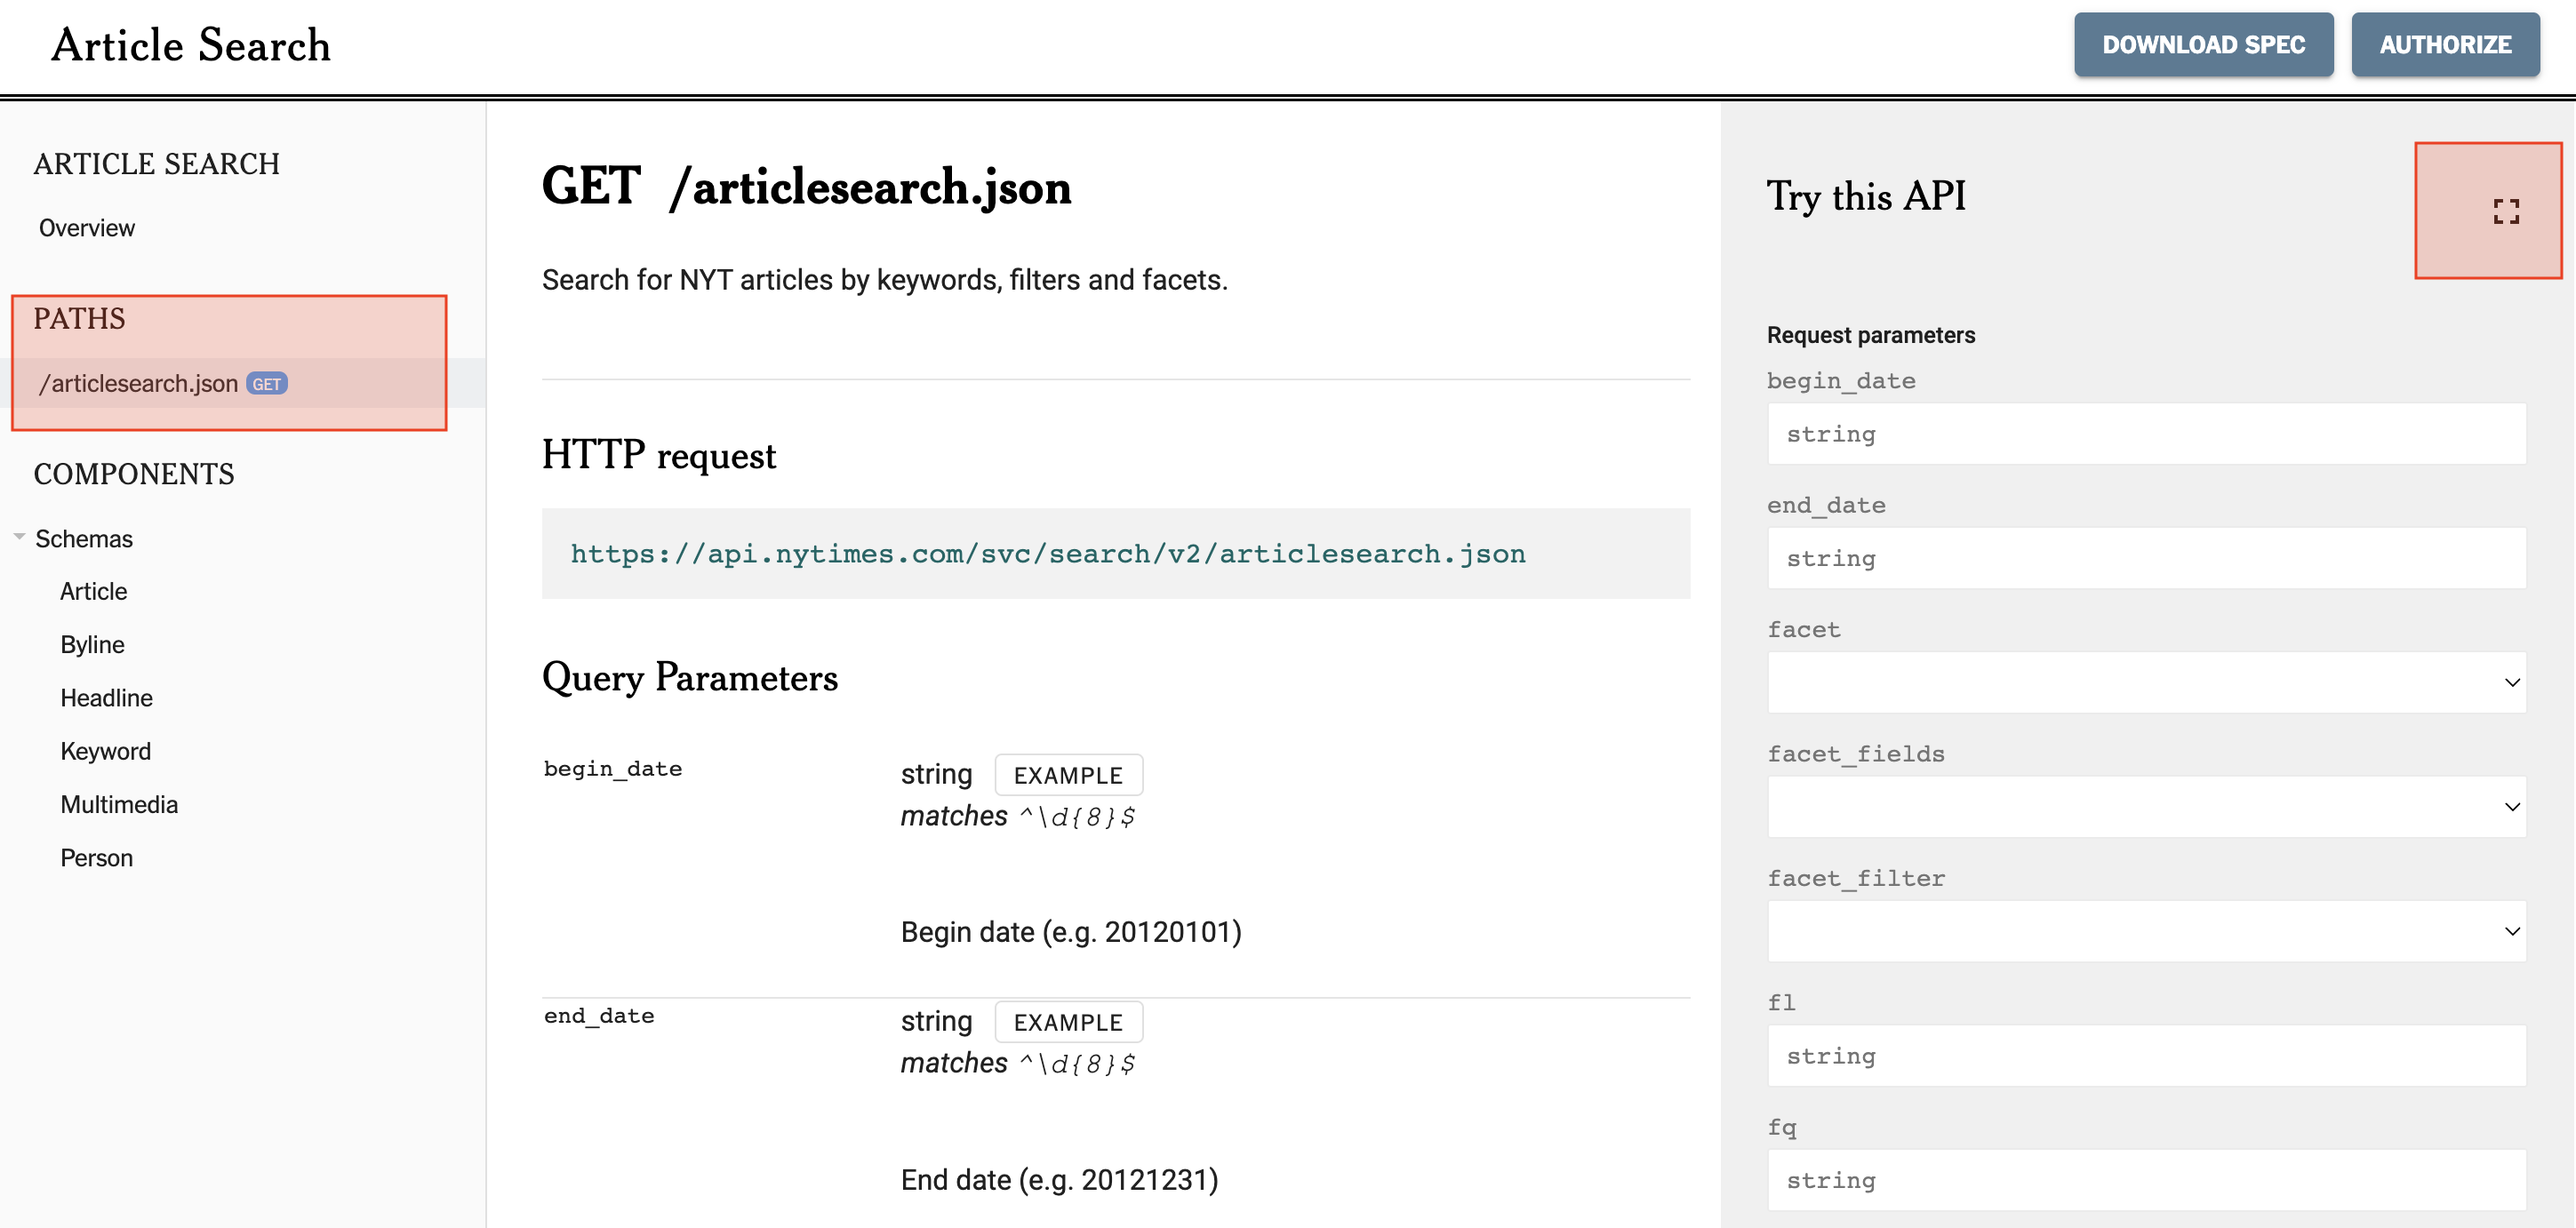 Article Search
DOWNLOAD SPEC
AUTHORIZE
ARTICLE SEARCH
Overview
PATHS
/articlesearch.json GET
COMPONENTS
Schemas
Article
Byline
Headline
Keyword
Multimedia
Person
GET /articlesearch.json
Search for NYT articles by keywords, filters and facets.
HTTP request
https://api.nytimes.com/svc/search/v2/articlesearch.json
Query Parameters
begin_date
string EXAMPLE
matches ^\d{8}$
Begin date (e.g. 20120101)
end_date
string EXAMPLE
matches ^\d{8}$
End date (e.g. 20121231)
Try this API
Request parameters
begin_date
string
end_date
string
facet
facet_fields
facet_filter
fl
string
fq
string